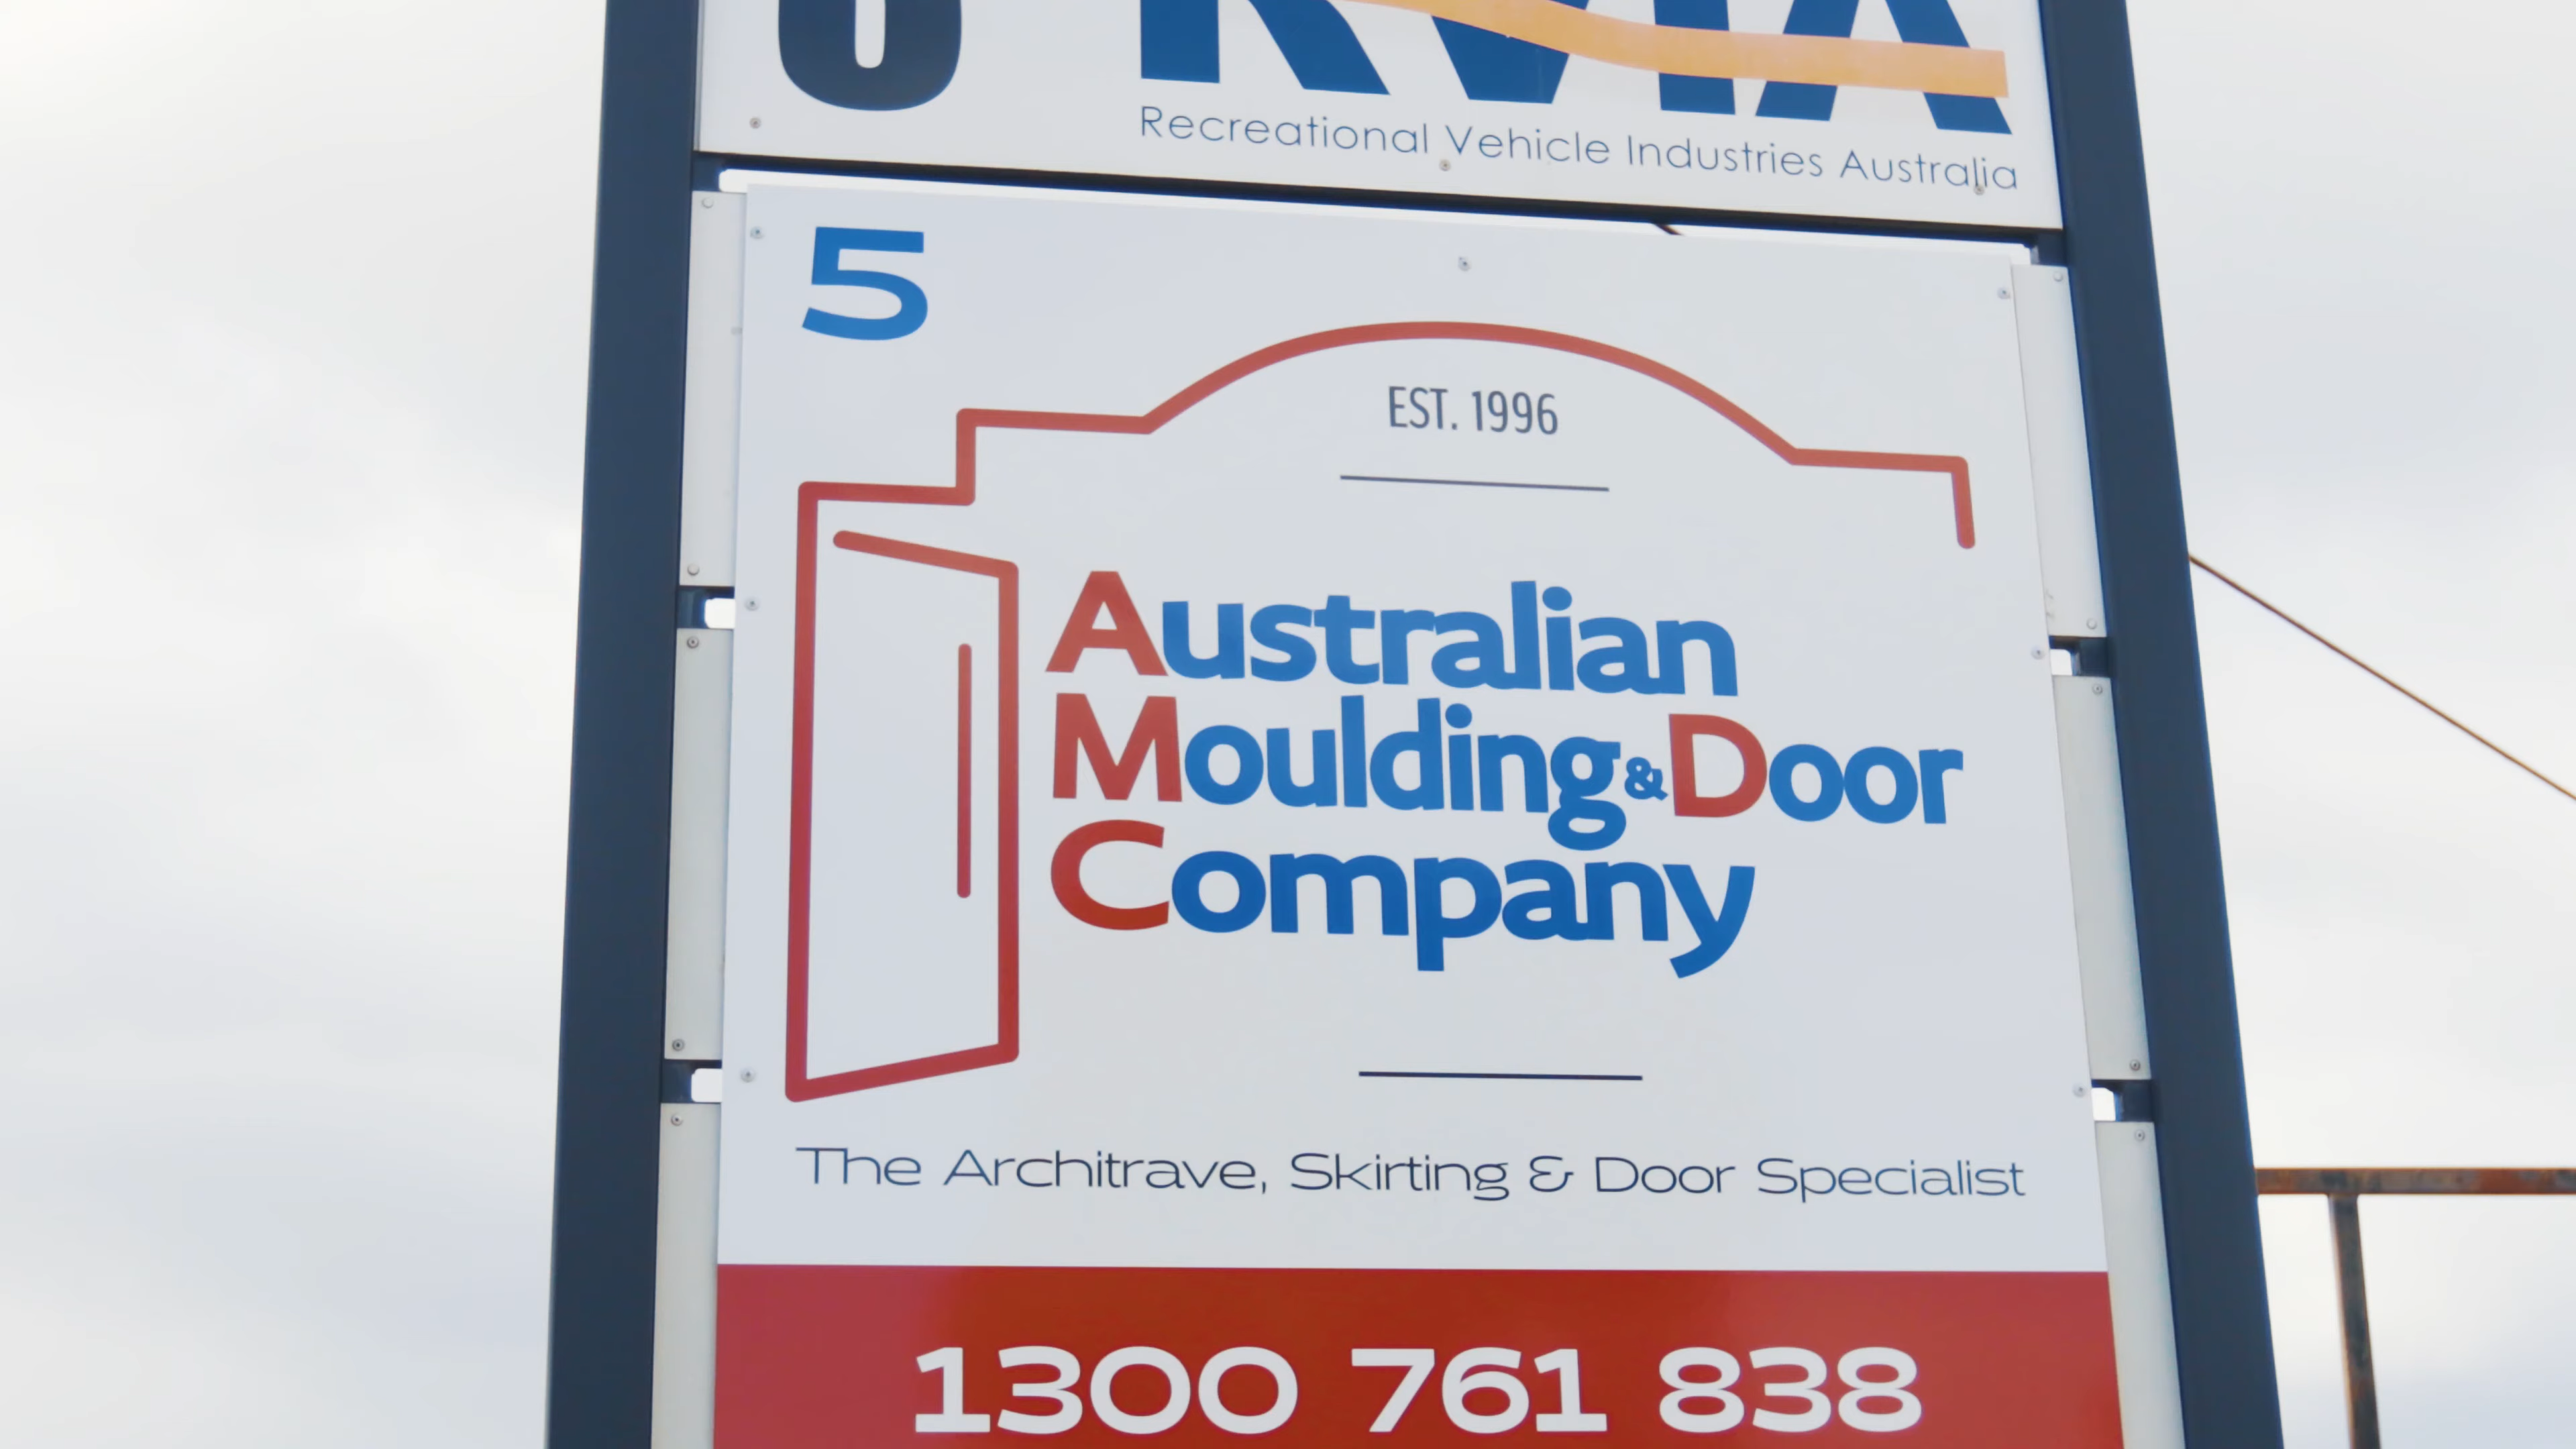 RVIA
Recreational Vehicle Industries Australia
5
EST. 1996
Australian
Moulding & Door
Company
The Architrave, Skirting & Door Specialist
1300 761 838